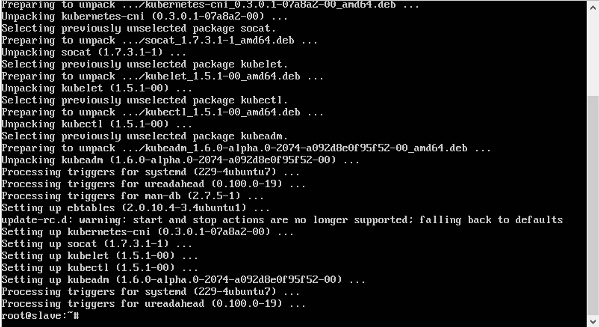 Preparing to unpack .../kubernetes-cni_0.3.0.1-07a8a2-00_amd64.deb ...
Unpacking kubernetes-cni (0.3.0.1-07a8a2-00) ...
Selecting previously unselected package socat.
Preparing to unpack .../socat_1.7.3.1-1_amd64.deb ...
Unpacking socat (1.7.3.1-1) ...
Selecting previously unselected package kubelet.
Preparing to unpack .../kubelet_1.5.1-00_amd64.deb ...
Unpacking kubelet (1.5.1-00) ...
Selecting previously unselected package kubectl.
Preparing to unpack .../kubectl_1.5.1-00_amd64.deb ...
Unpacking kubectl (1.5.1-00) ...
Selecting previously unselected package kubeadm.
Preparing to unpack .../kubeadm_1.6.0-alpha.0-2074-a092d8e0f95f52-00_amd64.deb ...
Unpacking kubeadm (1.6.0-alpha.0-2074-a092d8e0f95f52-00) ...
Processing triggers for systemd (229-4ubuntu7) ...
Processing triggers for ureadahead (0.100.0-19) ...
Processing triggers for man-db (2.7.5-1) ...
Setting up ebtables (2.0.10.4-3.4ubuntu1) ...
update-rc.d: warning: start and stop actions are no longer supported; falling back to defaults
Setting up kubernetes-cni (0.3.0.1-07a8a2-00) ...
Setting up socat (1.7.3.1-1) ...
Setting up kubelet (1.5.1-00) ...
Setting up kubectl (1.5.1-00) ...
Setting up kubeadm (1.6.0-alpha.0-2074-a092d8e0f95f52-00) ...
Processing triggers for systemd (229-4ubuntu7) ...
Processing triggers for ureadahead (0.100.0-19) ...
root@slave:~#